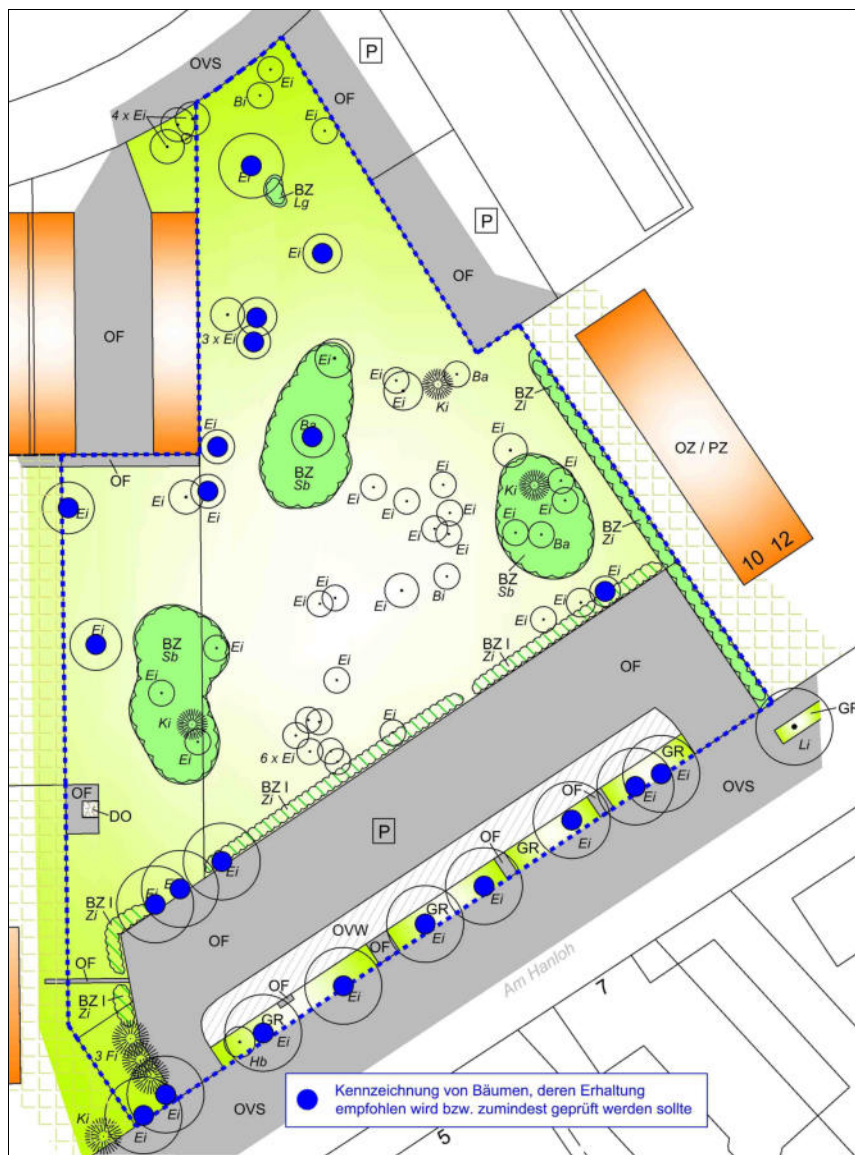 OVS
P
Ei
OF
Bi
4 x Ei
Ei
Ei
BZ
Lg
P
OF
Ei
3 x Ei
OF
Ei
Ei
Ba
Ki
BZ
Zi
OZ / PZ
Ei
Ba
BZ
Sb
OF
Ei
Ei
Ei
Ei
Ei
Ei
Ki
Ei
Ei
Ei
Ei
Ei
Ba
BZ
Zi
10 12
BZ
Sb
Bi
Ei
Ei
Ei
Ei
Ei
Ei
BZ
Sb
Ei
Ei
BZ I
Zi
OF
Ei
Ki
Ei
6 x Ei
Ei
GR
Li
OF
DO
BZ I
Zi
P
GR
OF
Ei
Ei
OVS
Ei
OF
GR
Ei
Ei
Ei
Ei
BZ I
Zi
OF
OVW
GR
OF
Ei
Ei
OF
BZ I
Zi
OF
GR
Ei
Hb
Am Hanloh
7
3 Fi
Ei
Ki
Ei
OVS
5
Kennzeichnung von Bäumen, deren Erhaltung
empfohlen wird bzw. zumindest geprüft werden sollte